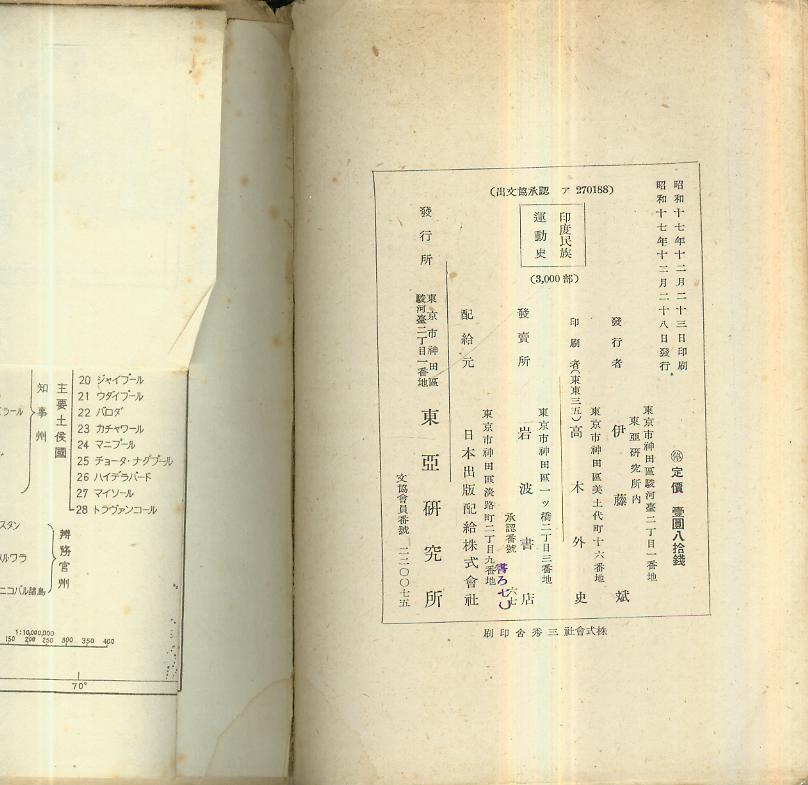 昭和十七年十二月二十三日印刷
昭和十七年十二月二十八日發行
(出文協承認 ア 270188)
印度民族
運動史
(3,000部)
定價 壹圓八拾錢
東京市神田區駿河臺二丁目一番地
東亞研究所內
發行者 伊藤斌
東京市神田區美土代町十六番地
印刷者(東東三五) 高木外史
東京市神田區一ッ橋二丁目三番地
發賣所 岩波書店
承認番號
六七
東京市神田區淡路町二丁目九番地
配給元 日本出版配給株式會社
東京市神田區
駿河臺二丁目一番地
發行所 東亞研究所
文協會員番號 二二〇〇七五
株式會社三秀舍印刷
主要土侯國
20 ジャイプール
21 ウダイプール
22 バロダ
23 カチャワール
24 マニプール
25 チョータ・ナグプール
26 ハイデラバード
27 マイソール
28 トラヴァンコール
知事州
辨務官州
スタン
ルワラ
ニコバル諸島
1:10,000,000
150 200 250 300 350 400
70°